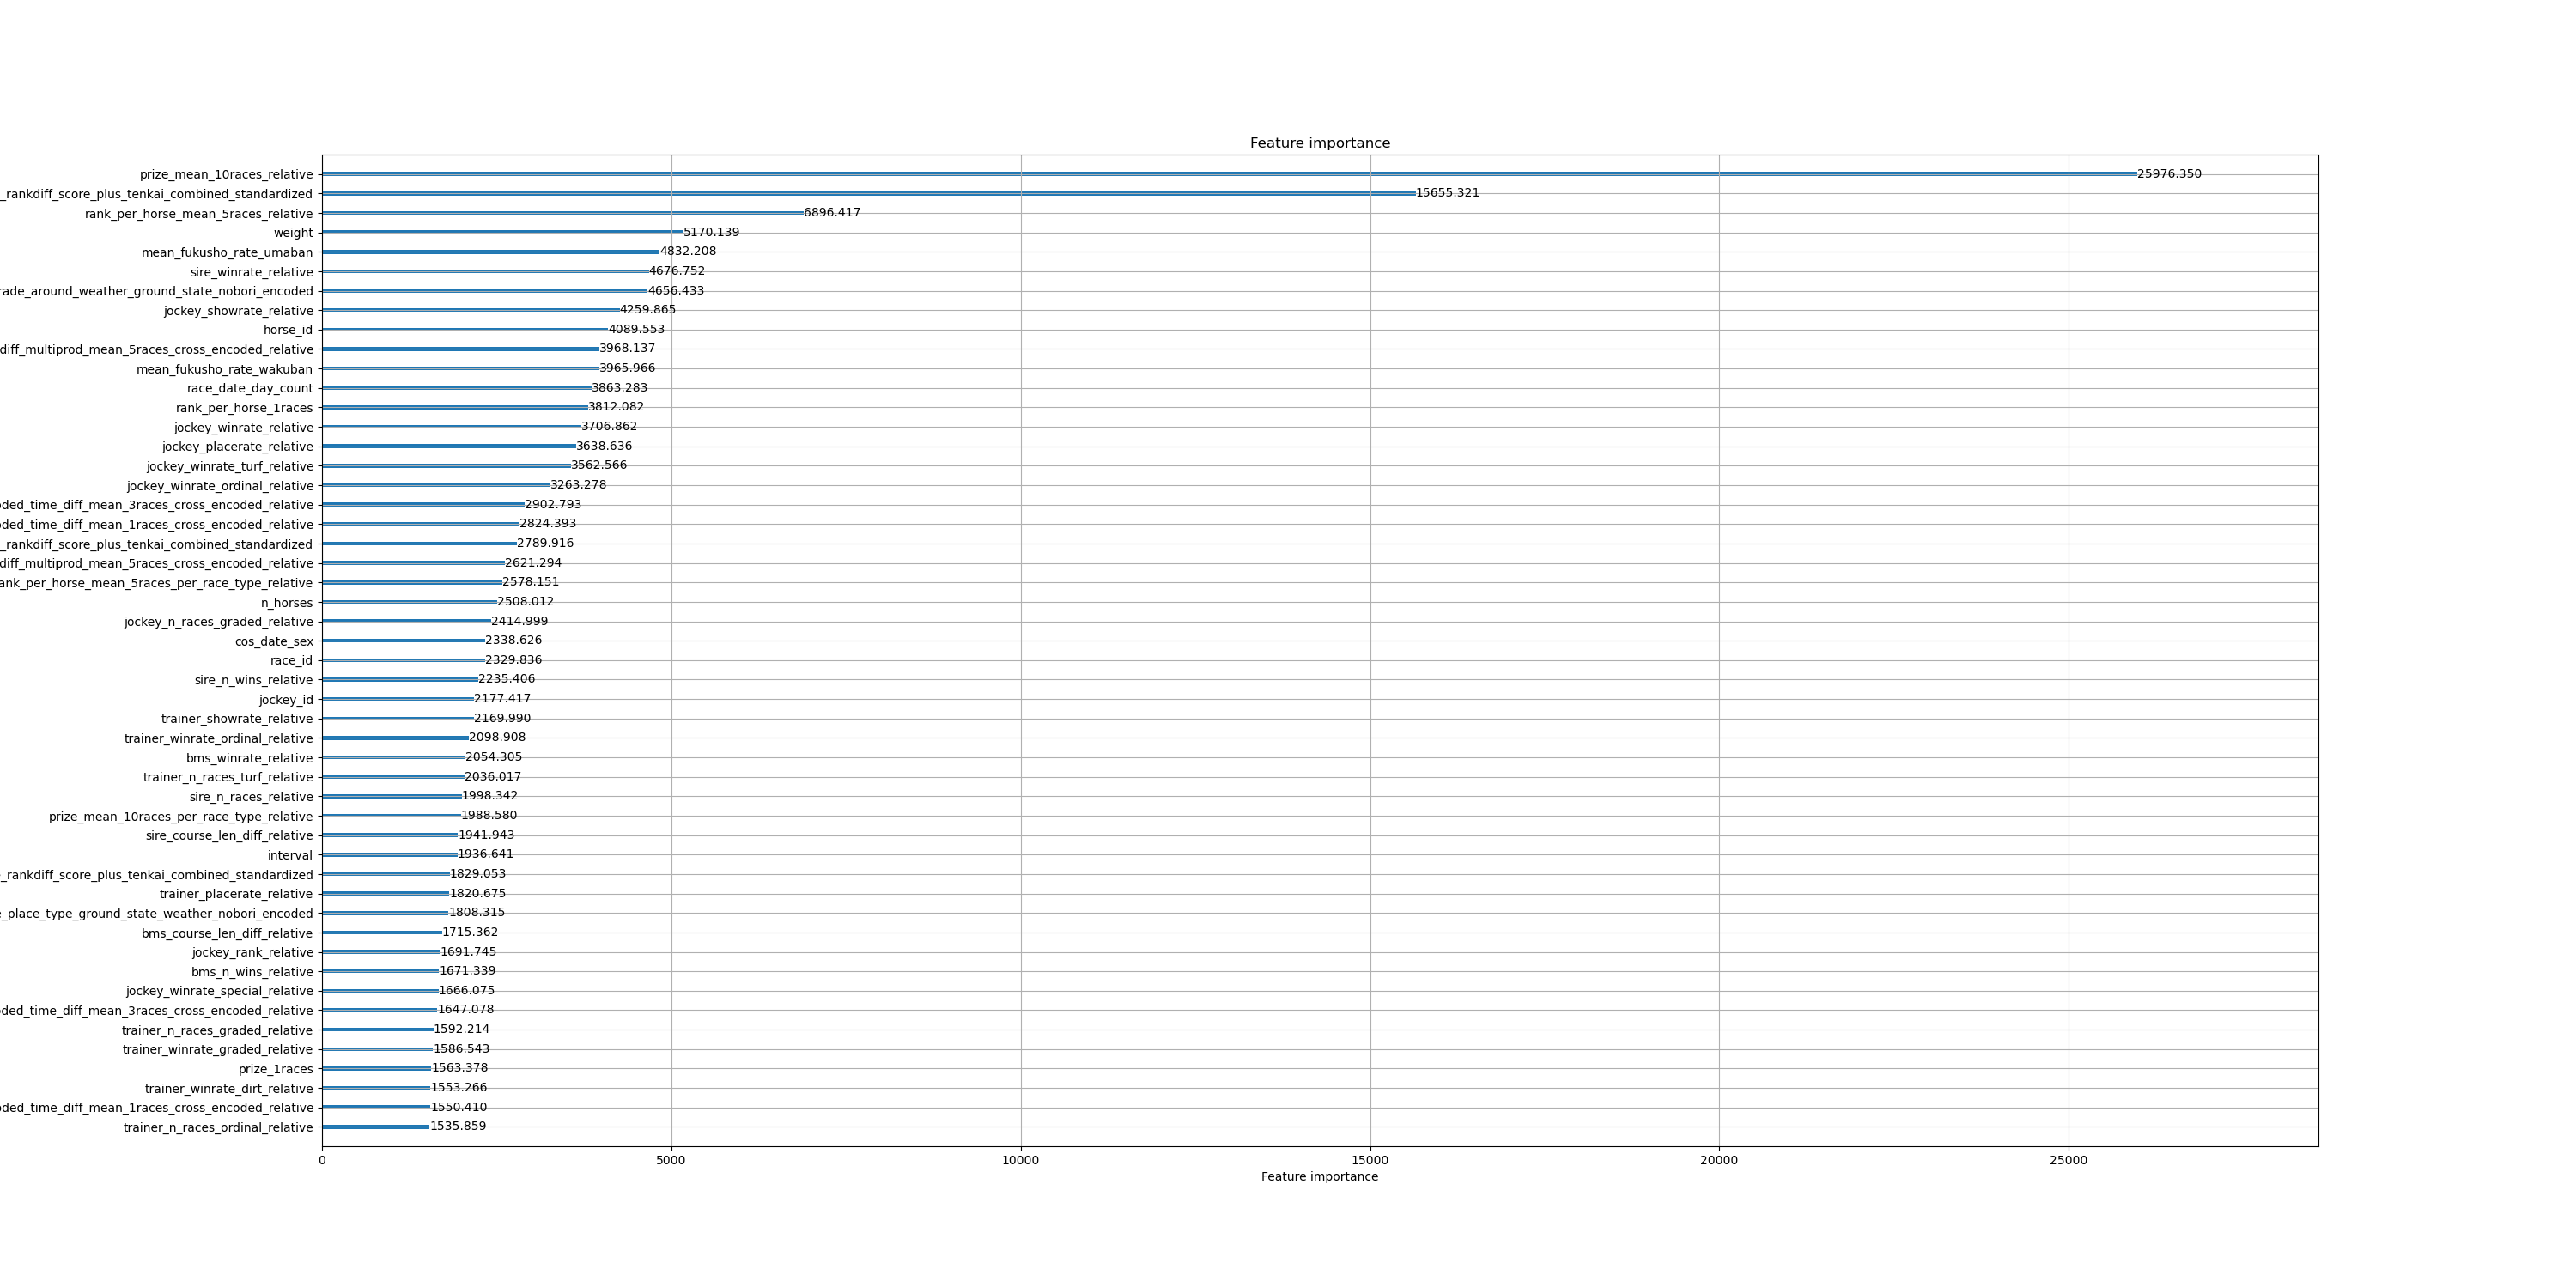 Feature importance
prize_mean_10races_relative 25976.350
_rankdiff_score_plus_tenkai_combined_standardized 15655.321
rank_per_horse_mean_5races_relative 6896.417
weight 5170.139
mean_fukusho_rate_umaban 4832.208
sire_winrate_relative 4676.752
rade_around_weather_ground_state_nobori_encoded 4656.433
jockey_showrate_relative 4259.865
horse_id 4089.553
diff_multiprod_mean_5races_cross_encoded_relative 3968.137
mean_fukusho_rate_wakuban 3965.966
race_date_day_count 3863.283
rank_per_horse_1races 3812.082
jockey_winrate_relative 3706.862
jockey_placerate_relative 3638.636
jockey_winrate_turf_relative 3562.566
jockey_winrate_ordinal_relative 3263.278
ded_time_diff_mean_3races_cross_encoded_relative 2902.793
ded_time_diff_mean_1races_cross_encoded_relative 2824.393
_rankdiff_score_plus_tenkai_combined_standardized 2789.916
diff_multiprod_mean_5races_cross_encoded_relative 2621.294
ank_per_horse_mean_5races_per_race_type_relative 2578.151
n_horses 2508.012
jockey_n_races_graded_relative 2414.999
cos_date_sex 2338.626
race_id 2329.836
sire_n_wins_relative 2235.406
jockey_id 2177.417
trainer_showrate_relative 2169.990
trainer_winrate_ordinal_relative 2098.908
bms_winrate_relative 2054.305
trainer_n_races_turf_relative 2036.017
sire_n_races_relative 1998.342
prize_mean_10races_per_race_type_relative 1988.580
sire_course_len_diff_relative 1941.943
interval 1936.641
_rankdiff_score_plus_tenkai_combined_standardized 1829.053
trainer_placerate_relative 1820.675
_place_type_ground_state_weather_nobori_encoded 1808.315
bms_course_len_diff_relative 1715.362
jockey_rank_relative 1691.745
bms_n_wins_relative 1671.339
jockey_winrate_special_relative 1666.075
ded_time_diff_mean_3races_cross_encoded_relative 1647.078
trainer_n_races_graded_relative 1592.214
trainer_winrate_graded_relative 1586.543
prize_1races 1563.378
trainer_winrate_dirt_relative 1553.266
ded_time_diff_mean_1races_cross_encoded_relative 1550.410
trainer_n_races_ordinal_relative 1535.859
0 5000 10000 15000 20000 25000
Feature importance